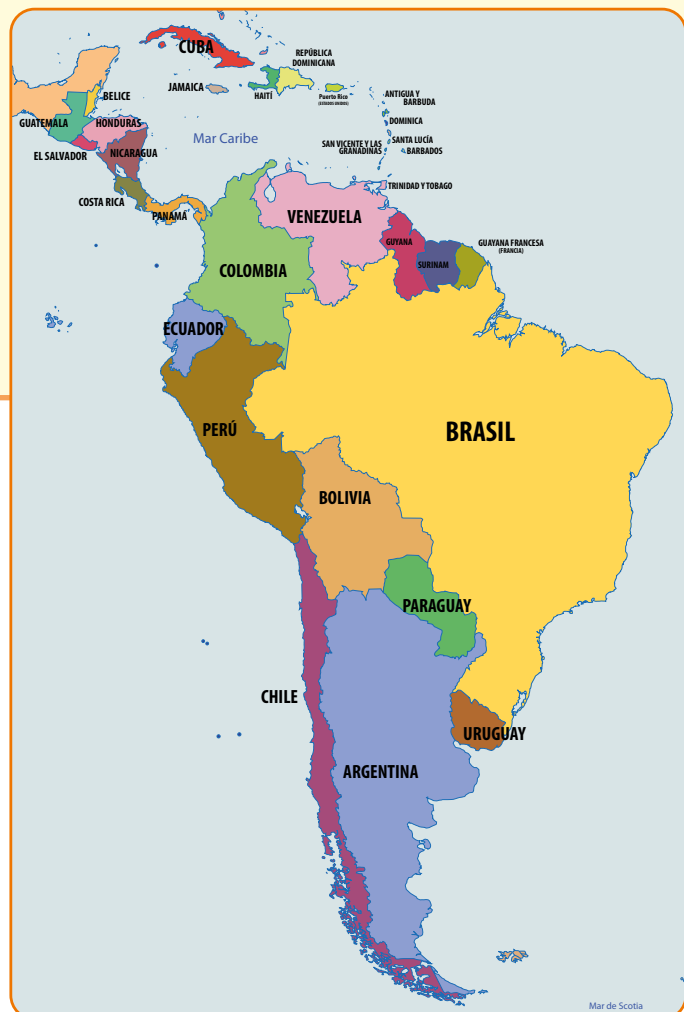 CUBA
REPÚBLICA
DOMINICANA
JAMAICA
HAITÍ
Puerto Rico
(ESTADOS UNIDOS)
BELICE
ANTIGUA Y
BARBUDA
GUATEMALA
HONDURAS
DOMINICA
Mar Caribe
SANTA LUCÍA
SAN VICENTE Y LAS
GRANADINAS
BARBADOS
EL SALVADOR
NICARAGUA
TRINIDAD Y TOBAGO
COSTA RICA
PANAMÁ
VENEZUELA
GUYANA
GUAYANA FRANCESA
(FRANCIA)
SURINAM
COLOMBIA
ECUADOR
PERÚ
BRASIL
BOLIVIA
PARAGUAY
CHILE
URUGUAY
ARGENTINA
Mar de Scotia